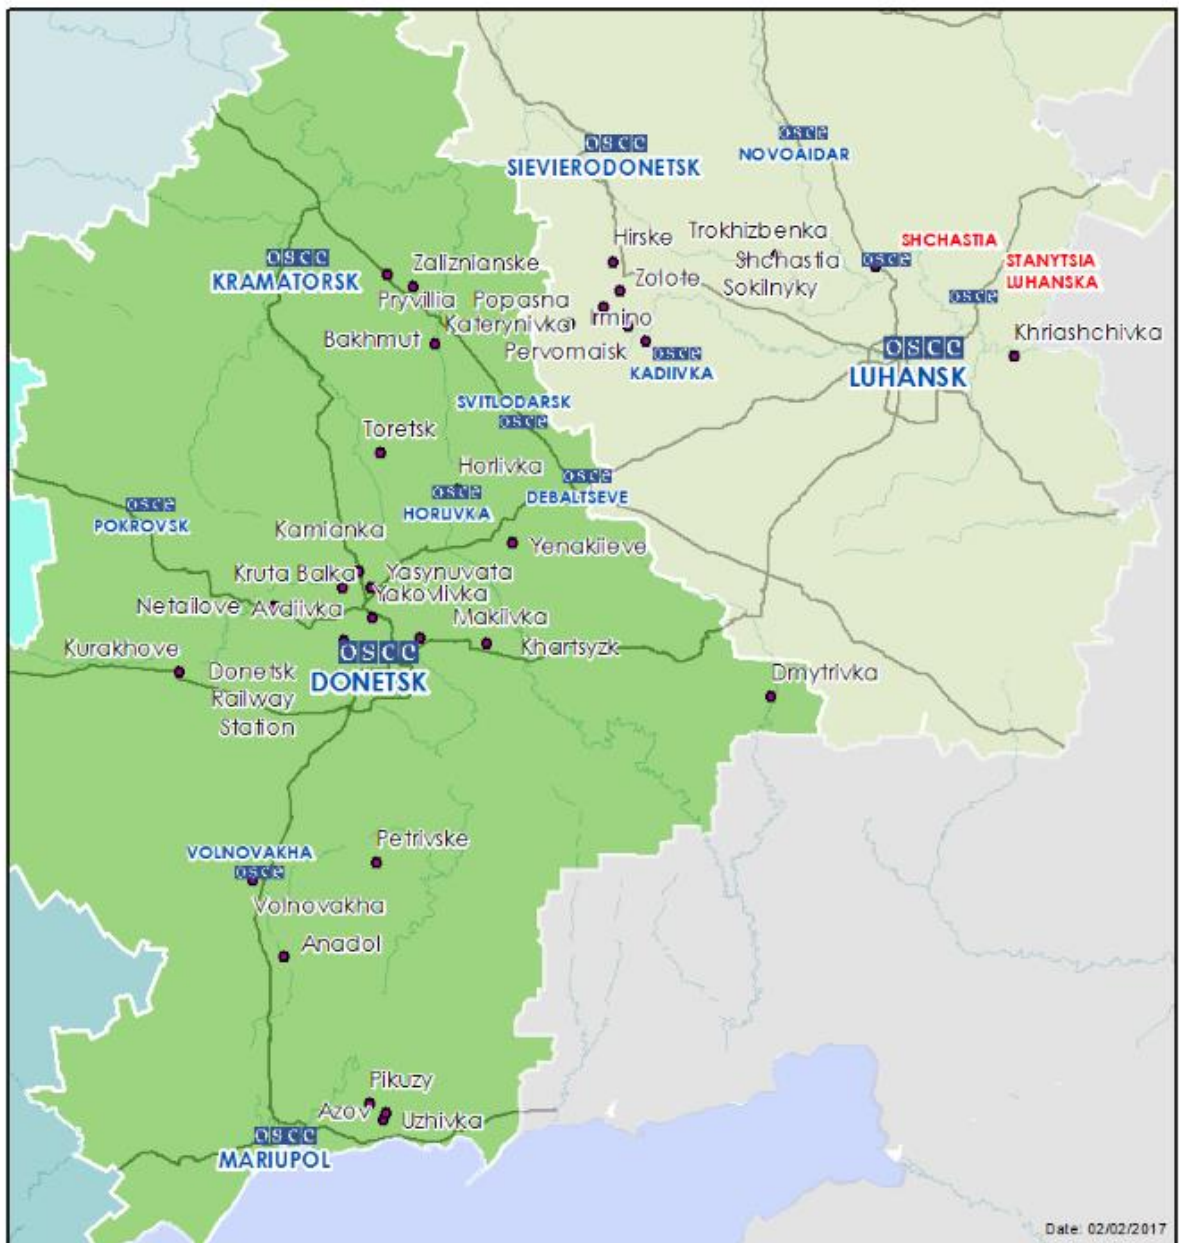 osce
NOVOAIDAR
osce
SIEVIERODONETSK
Trokhizbenka
Hirske
SHCHASTIA
osce
KRAMATORSK
Zaliznianske
Shchastia
osce
STANYTSIA
LUHANSKA
Zolote
Sokilnyky
osce
Pryvillia
Popasna
Katerynivka
Irmino
Khriashchivka
Bakhmut
Pervomaisk
osce
KADIIVKA
osce
LUHANSK
SVITLODARSK
osce
Toretsk
Horlivka
osce
DEBALTSEVE
osce
HORLIVKA
osce
POKROVSK
Kamianka
Yenakiieve
Kruta Balka
Yasynuvata
Yakovlivka
Netailove
Avdiivka
Makiivka
Kurakhove
Khartsyzk
osce
DONETSK
Donetsk
Railway
Station
Dmytrivka
Petrivske
VOLNOVAKHA
osce
Volnovakha
Anadol
Pikuzy
Azov
Uzhivka
osce
MARIUPOL
Date: 02/02/2017